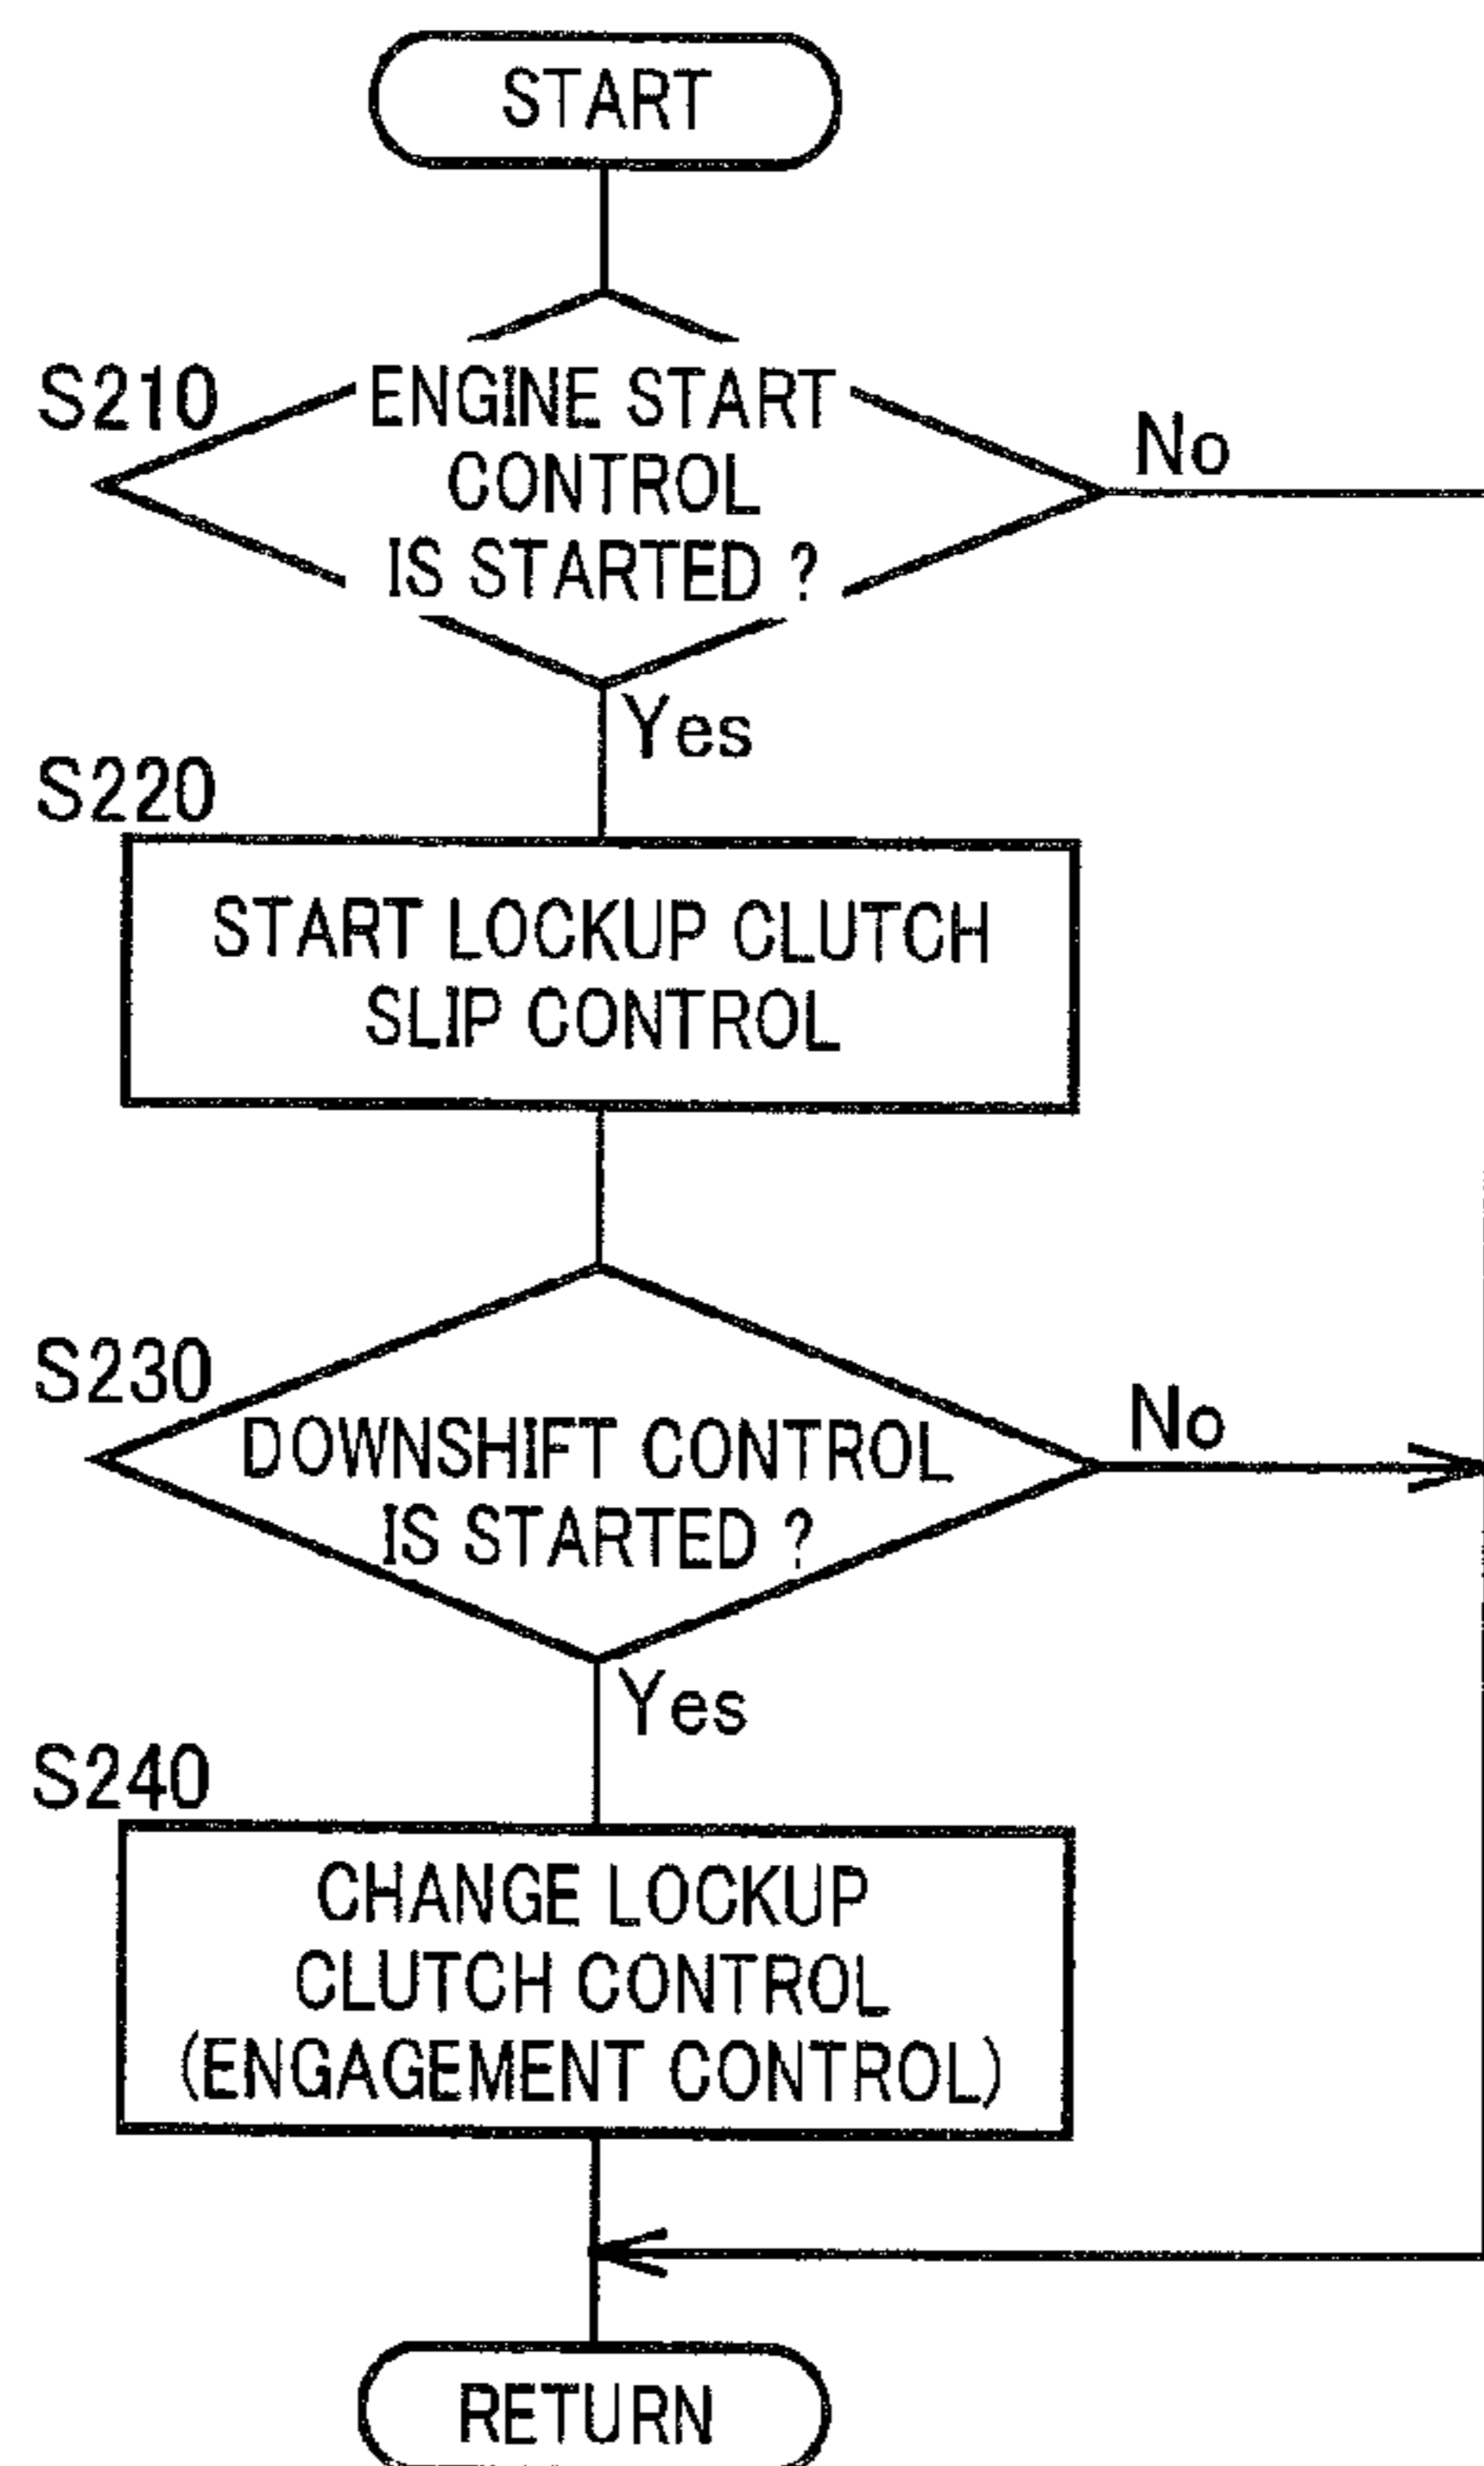 START
S210
ENGINE START
CONTROL
IS STARTED ?
No
Yes
S220
START LOCKUP CLUTCH
SLIP CONTROL
S230
DOWNSHIFT CONTROL
IS STARTED ?
No
Yes
S240
CHANGE LOCKUP
CLUTCH CONTROL
(ENGAGEMENT CONTROL)
RETURN